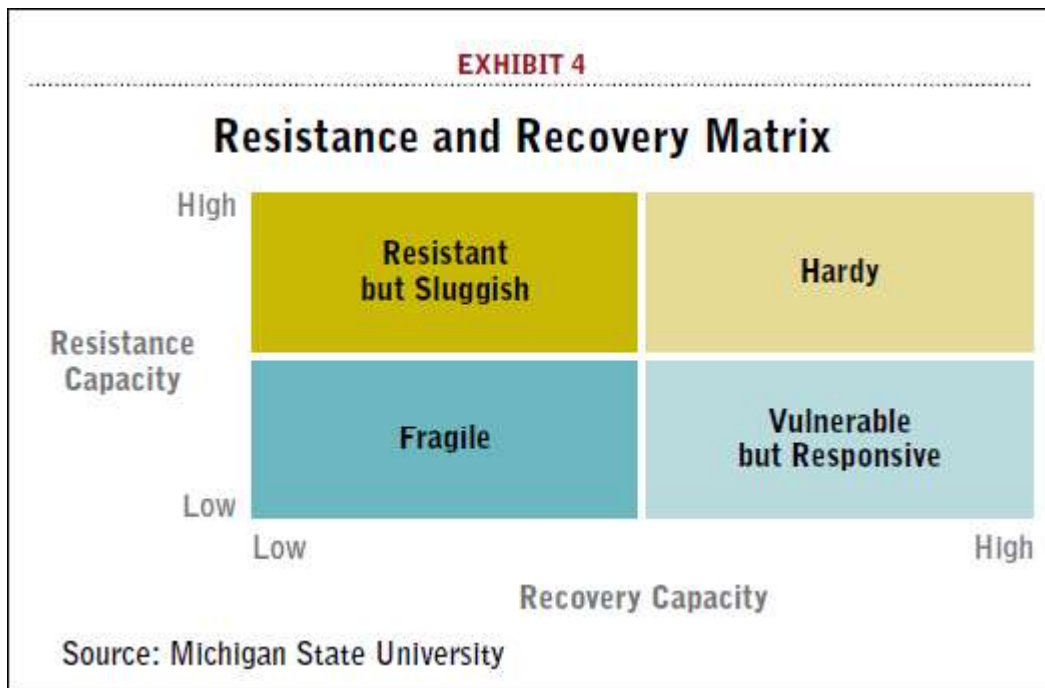 EXHIBIT 4
Resistance and Recovery Matrix
High
Resistant
but Sluggish
Hardy
Resistance
Capacity
Fragile
Vulnerable
but Responsive
Low
Low
High
Recovery Capacity
Source: Michigan State University